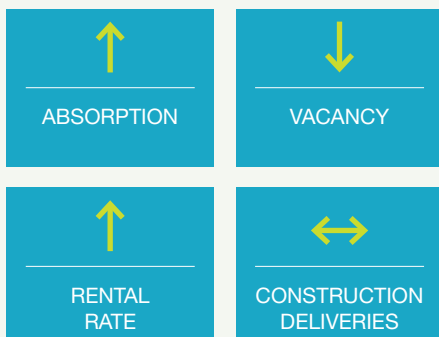 ABSORPTION
VACANCY
RENTAL
RATE
CONSTRUCTION
DELIVERIES